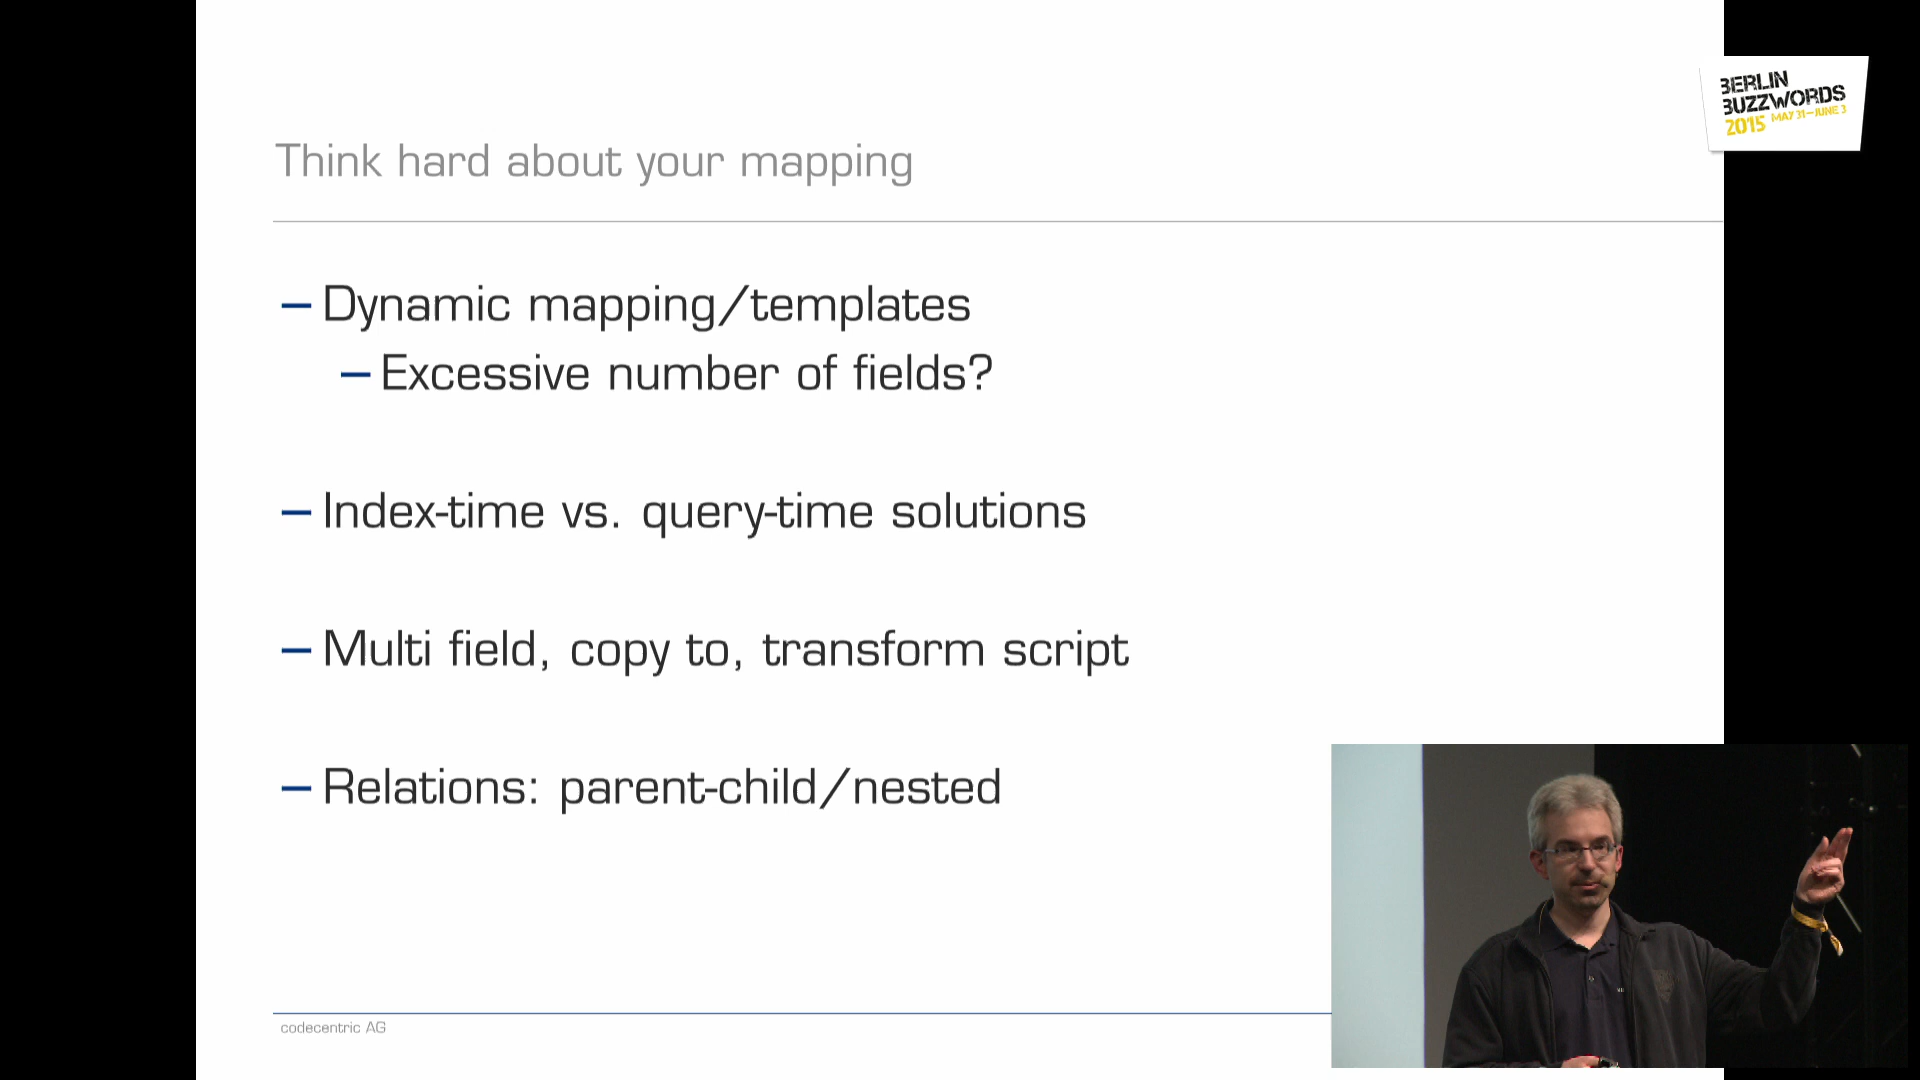 BERLIN
BUZZWORDS
2015 MAY 31-JUNE 3
Think hard about your mapping
– Dynamic mapping/templates
– Excessive number of fields?
– Index-time vs. query-time solutions
– Multi field, copy to, transform script
– Relations: parent-child/nested
codecentric AG